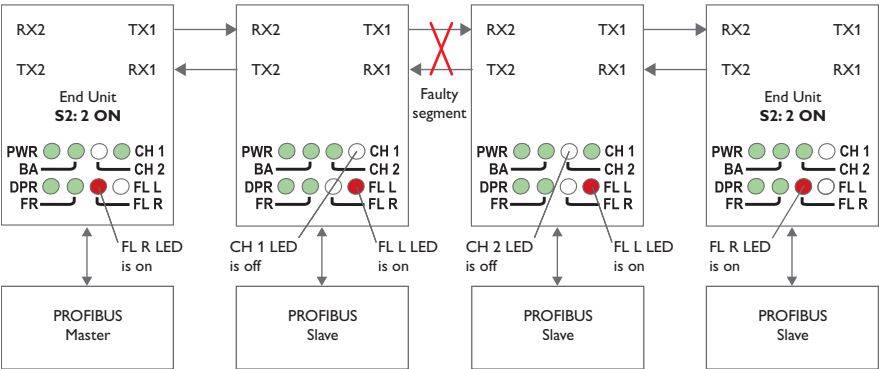 RX2 TX1
TX2 RX1
End Unit
S2: 2 ON
PWR CH 1
BA CH 2
DPR FL L
FR FL R
FL R LED
is on
PROFIBUS
Master
RX2 TX1
TX2 RX1
PWR CH 1
BA CH 2
DPR FL L
FR FL R
CH 1 LED
is off
FL L LED
is on
PROFIBUS
Slave
Faulty
segment
RX2 TX1
TX2 RX1
PWR CH 1
BA CH 2
DPR FL L
FR FL R
CH 2 LED
is off
FL L LED
is on
PROFIBUS
Slave
RX2 TX1
TX2 RX1
End Unit
S2: 2 ON
PWR CH 1
BA CH 2
DPR FL L
FR FL R
FL R LED
is on
PROFIBUS
Slave